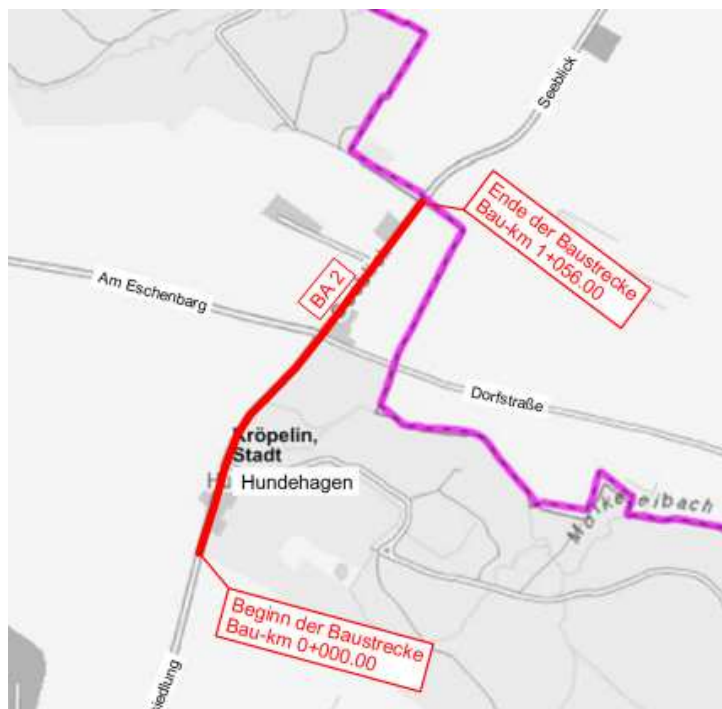 Seeblick
Ende der Baustrecke
Bau-km 1+056.00
BA 2
Am Eschenbarg
Dorfstraße
Kröpelin,
Stadt
Hundehagen
Beginn der Baustrecke
Bau-km 0+000.00